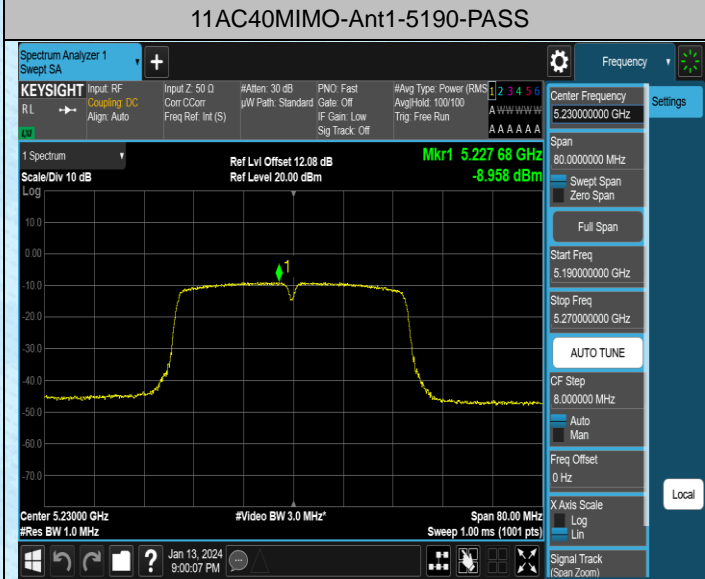 11AC40MIMO-Ant1-5190-PASS
Spectrum Analyzer 1
Swept SA
+
Frequency
KEYSIGHT
RL
LXI
Input: RF
Coupling: DC
Align: Auto
Input Z: 50 Ω
Corr CCorr
Freq Ref: Int (S)
#Atten: 30 dB
µW Path: Standard
PNO: Fast
Gate: Off
IF Gain: Low
Sig Track: Off
#Avg Type: Power (RMS
Avg|Hold: 100/100
Trig: Free Run
1 2 3 4 5 6
A W W W W W
A A A A A A
1 Spectrum
Scale/Div 10 dB
Log
Ref Lvl Offset 12.08 dB
Ref Level 20.00 dBm
Mkr1 5.227 68 GHz
-8.958 dBm
10.0
0.00
-10.0
-20.0
-30.0
-40.0
-50.0
-60.0
-70.0
1
Center 5.23000 GHz
#Res BW 1.0 MHz
#Video BW 3.0 MHz*
Span 80.00 MHz
Sweep 1.00 ms (1001 pts)
Center Frequency
5.230000000 GHz
Settings
Span
80.0000000 MHz
Swept Span
Zero Span
Full Span
Start Freq
5.190000000 GHz
Stop Freq
5.270000000 GHz
AUTO TUNE
CF Step
8.000000 MHz
Auto
Man
Freq Offset
0 Hz
X Axis Scale
Log
Lin
Local
Signal Track
(Span Zoom)
?
Jan 13, 2024
9:00:07 PM